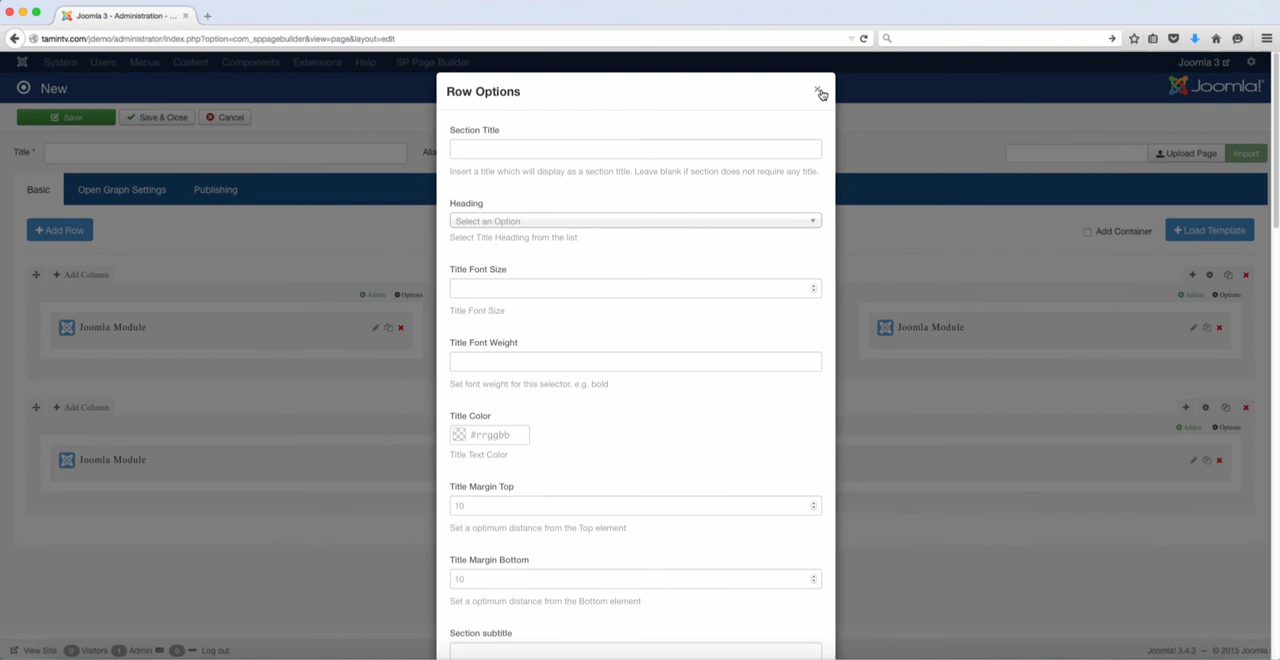 Joomla 3 - Administration - ...
tamintv.com/jdemo/administrator/index.php?option=com_sppagebuilder&view=page&layout=edit
System Users Menus Content Components Extensions Help SP Page Builder Joomla 3
New Joomla!
Save Save & Close Cancel
Title * Alia Upload Page Import
Basic Open Graph Settings Publishing
+ Add Row Add Container + Load Template
+ Add Column
Addon Options Addon Options
Joomla Module Joomla Module
+ Add Column
Addon Options
Joomla Module
Row Options ×
Section Title
Insert a title which will display as a section title. Leave blank if section does not require any title.
Heading
Select an Option
Select Title Headling from the list
Title Font Size
Title Font Size
Title Font Weight
Set font weight for this selector. e.g. bold
Title Color
#rrggbb
Title Text Color
Title Margin Top
10
Set a optimum distance from the Top element
Title Margin Bottom
10
Set a optimum distance from the Bottom element
Section subtitle
View Site 0 Visitors 1 Admin 0 Log out Joomla! 3.4.3 — © 2015 Joomla